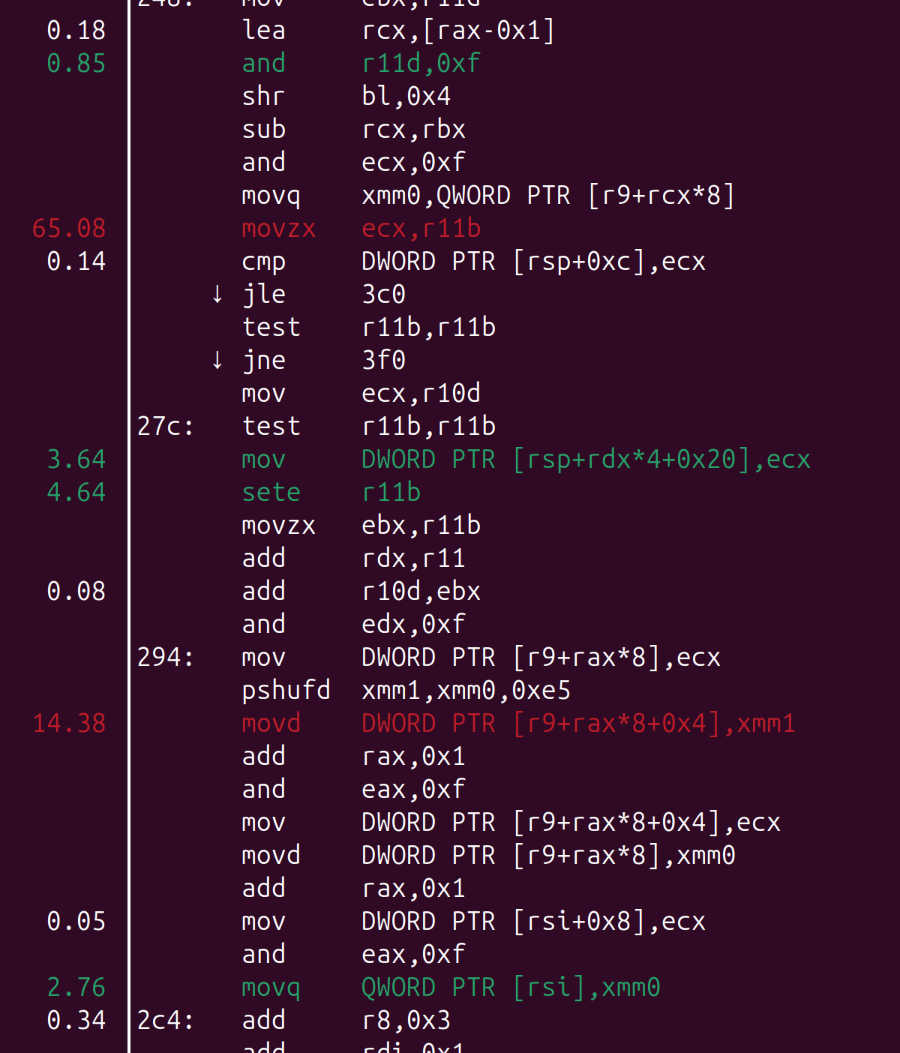 248: mov ebx,r11d
0.18 lea rcx,[rax-0x1]
0.85 and r11d,0xf
shr bl,0x4
sub rcx,rbx
and ecx,0xf
movq xmm0,QWORD PTR [r9+rcx*8]
65.08 movzx ecx,r11b
0.14 cmp DWORD PTR [rsp+0xc],ecx
↓ jle 3c0
test r11b,r11b
↓ jne 3f0
mov ecx,r10d
27c: test r11b,r11b
3.64 mov DWORD PTR [rsp+rdx*4+0x20],ecx
4.64 sete r11b
movzx ebx,r11b
add rdx,r11
0.08 add r10d,ebx
and edx,0xf
294: mov DWORD PTR [r9+rax*8],ecx
pshufd xmm1,xmm0,0xe5
14.38 movd DWORD PTR [r9+rax*8+0x4],xmm1
add rax,0x1
and eax,0xf
mov DWORD PTR [r9+rax*8+0x4],ecx
movd DWORD PTR [r9+rax*8],xmm0
add rax,0x1
0.05 mov DWORD PTR [rsi+0x8],ecx
and eax,0xf
2.76 movq QWORD PTR [rsi],xmm0
0.34 2c4: add r8,0x3
add rdi,0x1